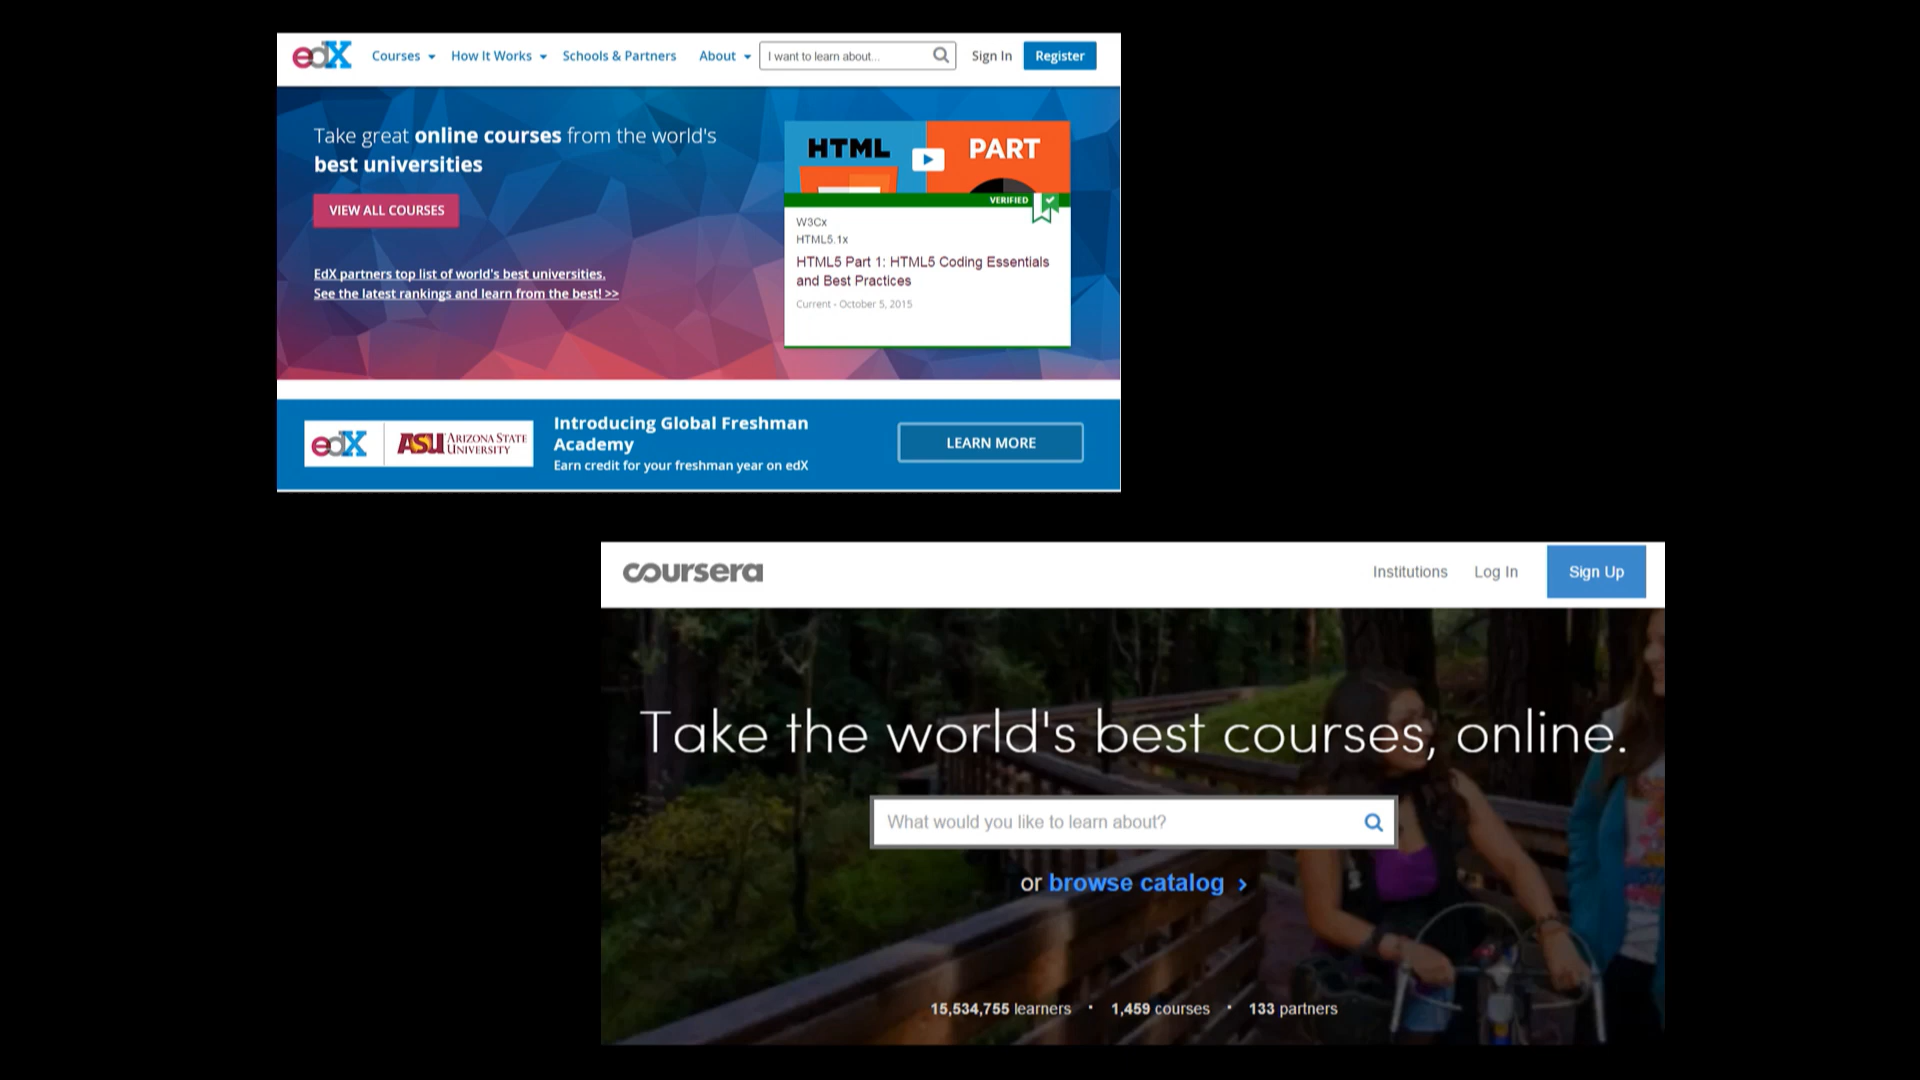 edX Courses How It Works Schools & Partners About I want to learn about... Sign In Register
Take great online courses from the world's
best universities
VIEW ALL COURSES
EdX partners top list of world's best universities.
See the latest rankings and learn from the best! >>
HTML PART
VERIFIED
W3Cx
HTML5.1x
HTML5 Part 1: HTML5 Coding Essentials
and Best Practices
Current - October 5, 2015
edX ASU ARIZONA STATE
UNIVERSITY
Introducing Global Freshman
Academy
Earn credit for your freshman year on edX
LEARN MORE
coursera Institutions Log In Sign Up
Take the world's best courses, online.
What would you like to learn about?
or browse catalog ›
15,534,755 learners · 1,459 courses · 133 partners